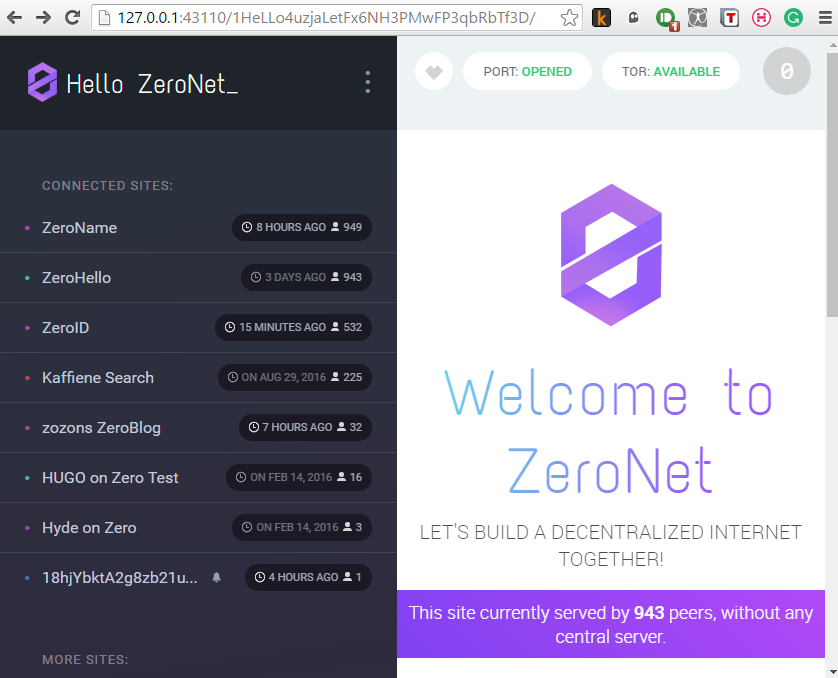 127.0.0.1:43110/1HeLLo4uzjaLetFx6NH3PMwFP3qbRbTf3D/
k
1
T
H
G
Hello ZeroNet_
PORT: OPENED
TOR: AVAILABLE
0
CONNECTED SITES:
ZeroName 8 HOURS AGO 949
ZeroHello 3 DAYS AGO 943
ZeroID 15 MINUTES AGO 532
Kaffiene Search ON AUG 29, 2016 225
zozons ZeroBlog 7 HOURS AGO 32
HUGO on Zero Test ON FEB 14, 2016 16
Hyde on Zero ON FEB 14, 2016 3
18hjYbktA2g8zb21u... 4 HOURS AGO 1
MORE SITES:
Welcome to
ZeroNet
LET'S BUILD A DECENTRALIZED INTERNET
TOGETHER!
This site currently served by 943 peers, without any
central server.